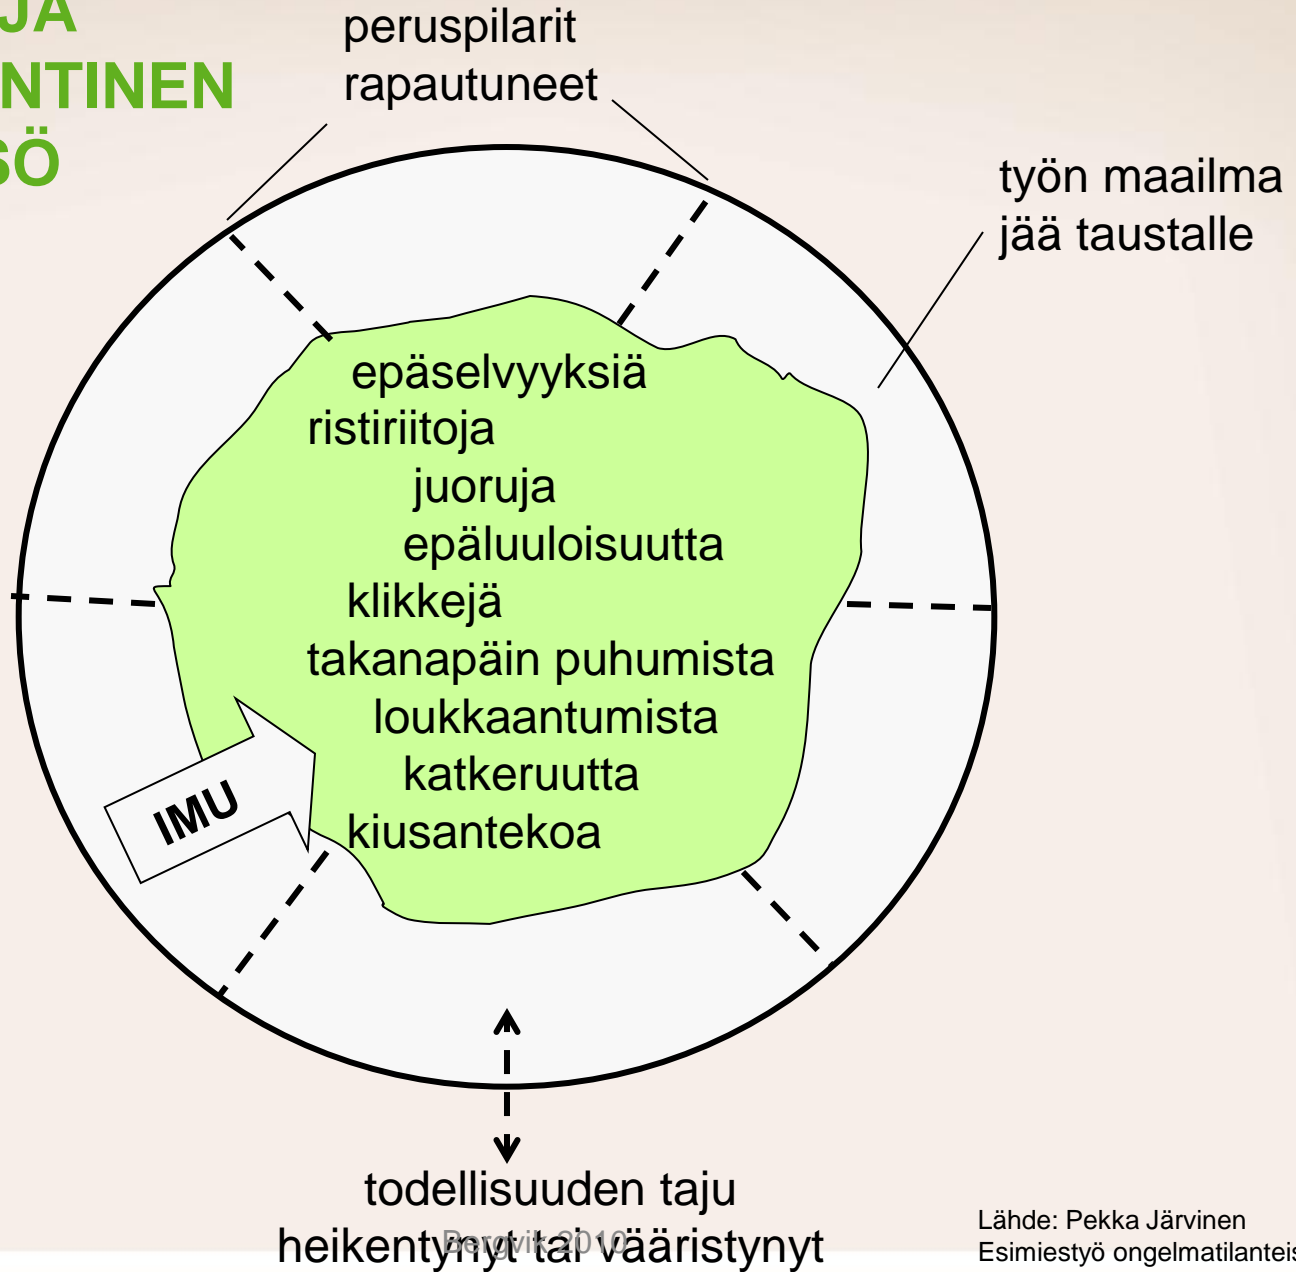 JA
NTINEN
SÖ
peruspilarit
rapautuneet
työn maailma
jää taustalle
epäselvyyksiä
ristiriitoja
juoruja
epäluuloisuutta
klikkejä
takanapäin puhumista
loukkaantumista
katkeruutta
kiusantekoa
IMU
todellisuuden taju
heikentynyt tai vääristynyt
Bergvik 2010
Lähde: Pekka Järvinen
Esimiestyö ongelmatilanteis